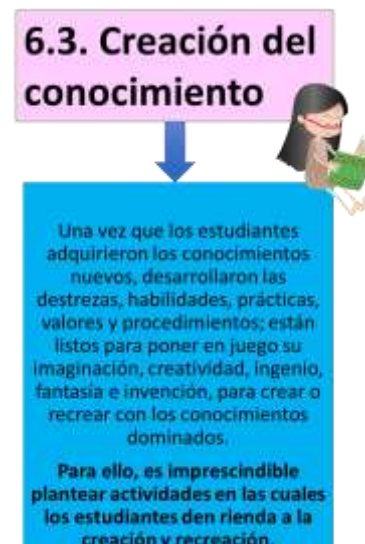 6.3. Creación del
conocimiento
Una vez que los estudiantes
adquirieron los conocimientos
nuevos, desarrollaron las
destrezas, habilidades, prácticas,
valores y procedimientos; están
listos para poner en juego su
imaginación, creatividad, ingenio,
fantasía e invención, para crear o
recrear con los conocimientos
dominados.
Para ello, es imprescindible
plantear actividades en las cuales
los estudiantes den rienda a la
creación y recreación.